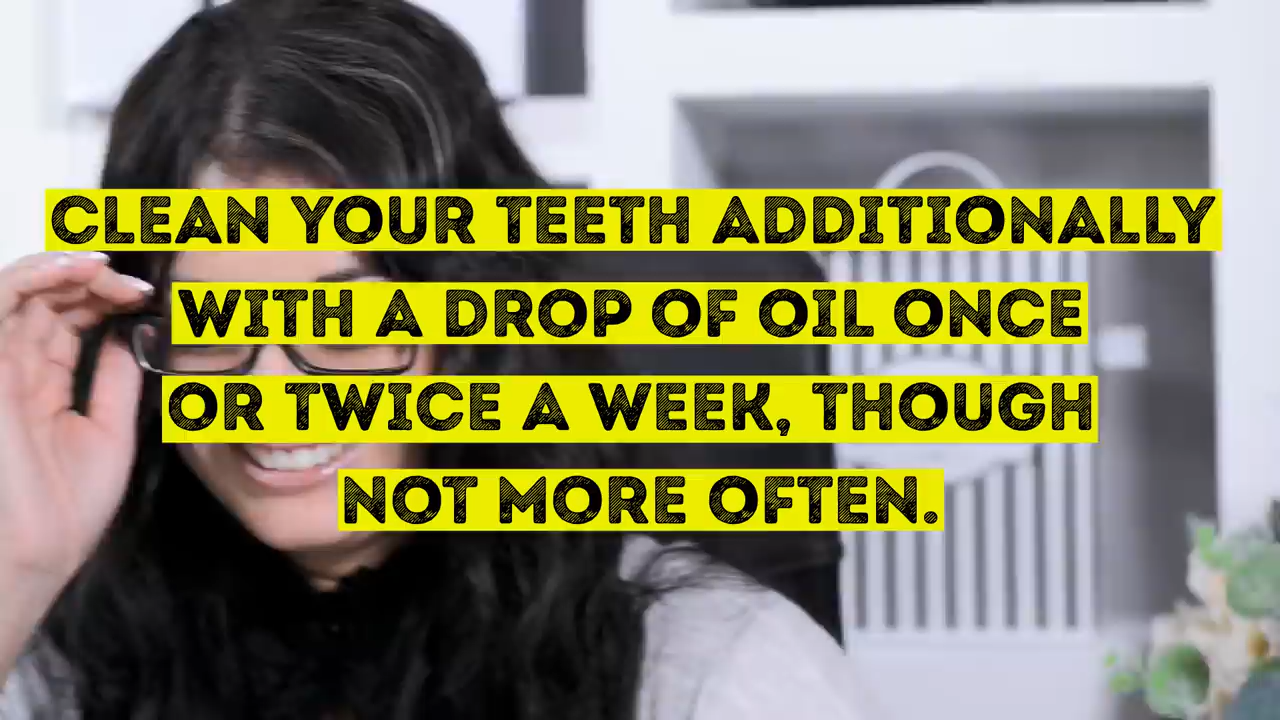 CLEAN YOUR TEETH ADDITIONALLY
WITH A DROP OF OIL ONCE
OR TWICE A WEEK, THOUGH
NOT MORE OFTEN.